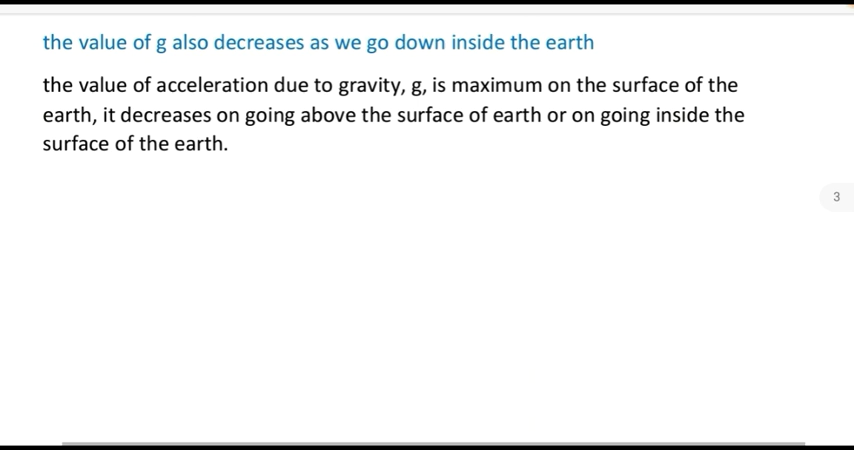 the value of g also decreases as we go down inside the earth
the value of acceleration due to gravity, g, is maximum on the surface of the
earth, it decreases on going above the surface of earth or on going inside the
surface of the earth.
3